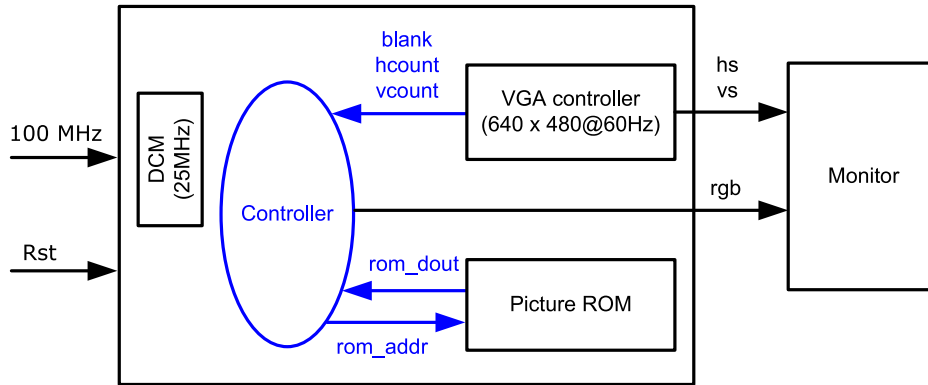 blank
hcount
vcount
VGA controller
(640 x 480@60Hz)
hs
vs
100 MHz
DCM
(25MHz)
Monitor
rgb
Controller
Rst
rom_dout
Picture ROM
rom_addr